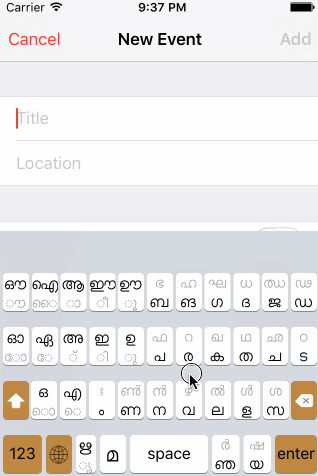 Carrier 9:37 PM
Cancel New Event Add
Title
Location
ഔ ഐ ആ ഈ ഊ ഭ ഹ ഘ ധ ഝ ഢ
ൗ ൈ ാ ീ ൂ ബ ങ ഗ ദ ജ ഡ
ഓ ഏ അ ഇ ഉ ഫ റ ഖ ഥ ഛ ഠ
ോ േ ് ി ു പ ര ക ത ച ട
ഒ എ ഃ ൺ ൻ ഴ ൽ ൾ ശ
ൊ െ ം ണ ന വ ല ള സ
123 ഋ മ space ർ ഷ enter
ൃ ഞ യ